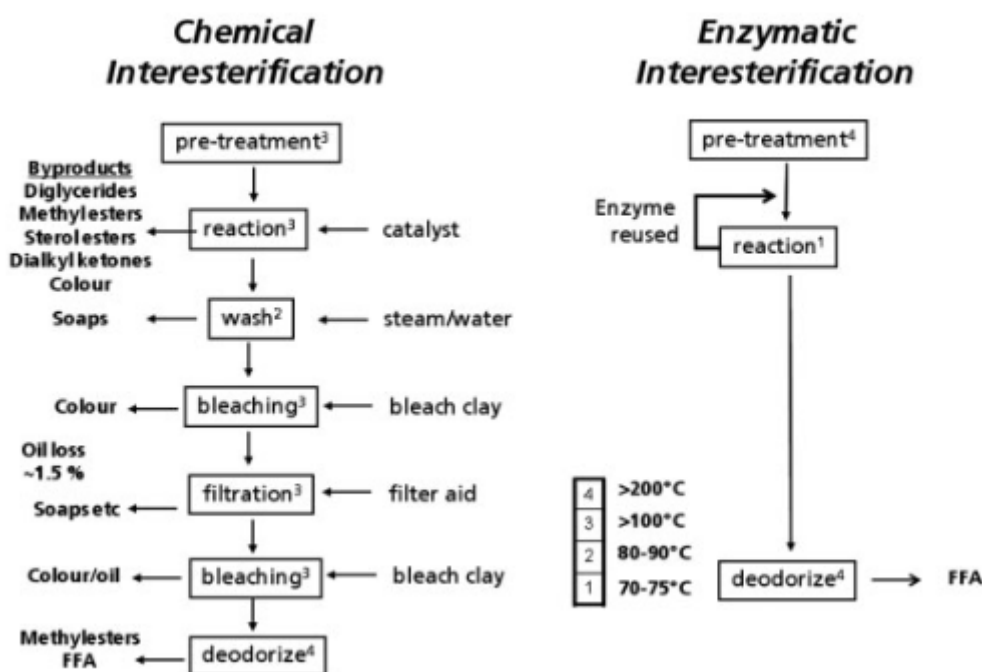 Chemical
Interesterification
pre-treatment³
Byproducts
Diglycerides
Methylesters
Sterolesters
Dialkyl ketones
Colour
reaction³
catalyst
Soaps
wash²
steam/water
Colour
bleaching³
bleach clay
Oil loss
~1.5 %
Soaps etc
filtration³
filter aid
Colour/oil
bleaching³
bleach clay
Methylesters
FFA
deodorize⁴
Enzymatic
Interesterification
pre-treatment⁴
Enzyme
reused
reaction¹
4 >200°C
3 >100°C
2 80-90°C
1 70-75°C
deodorize⁴
FFA